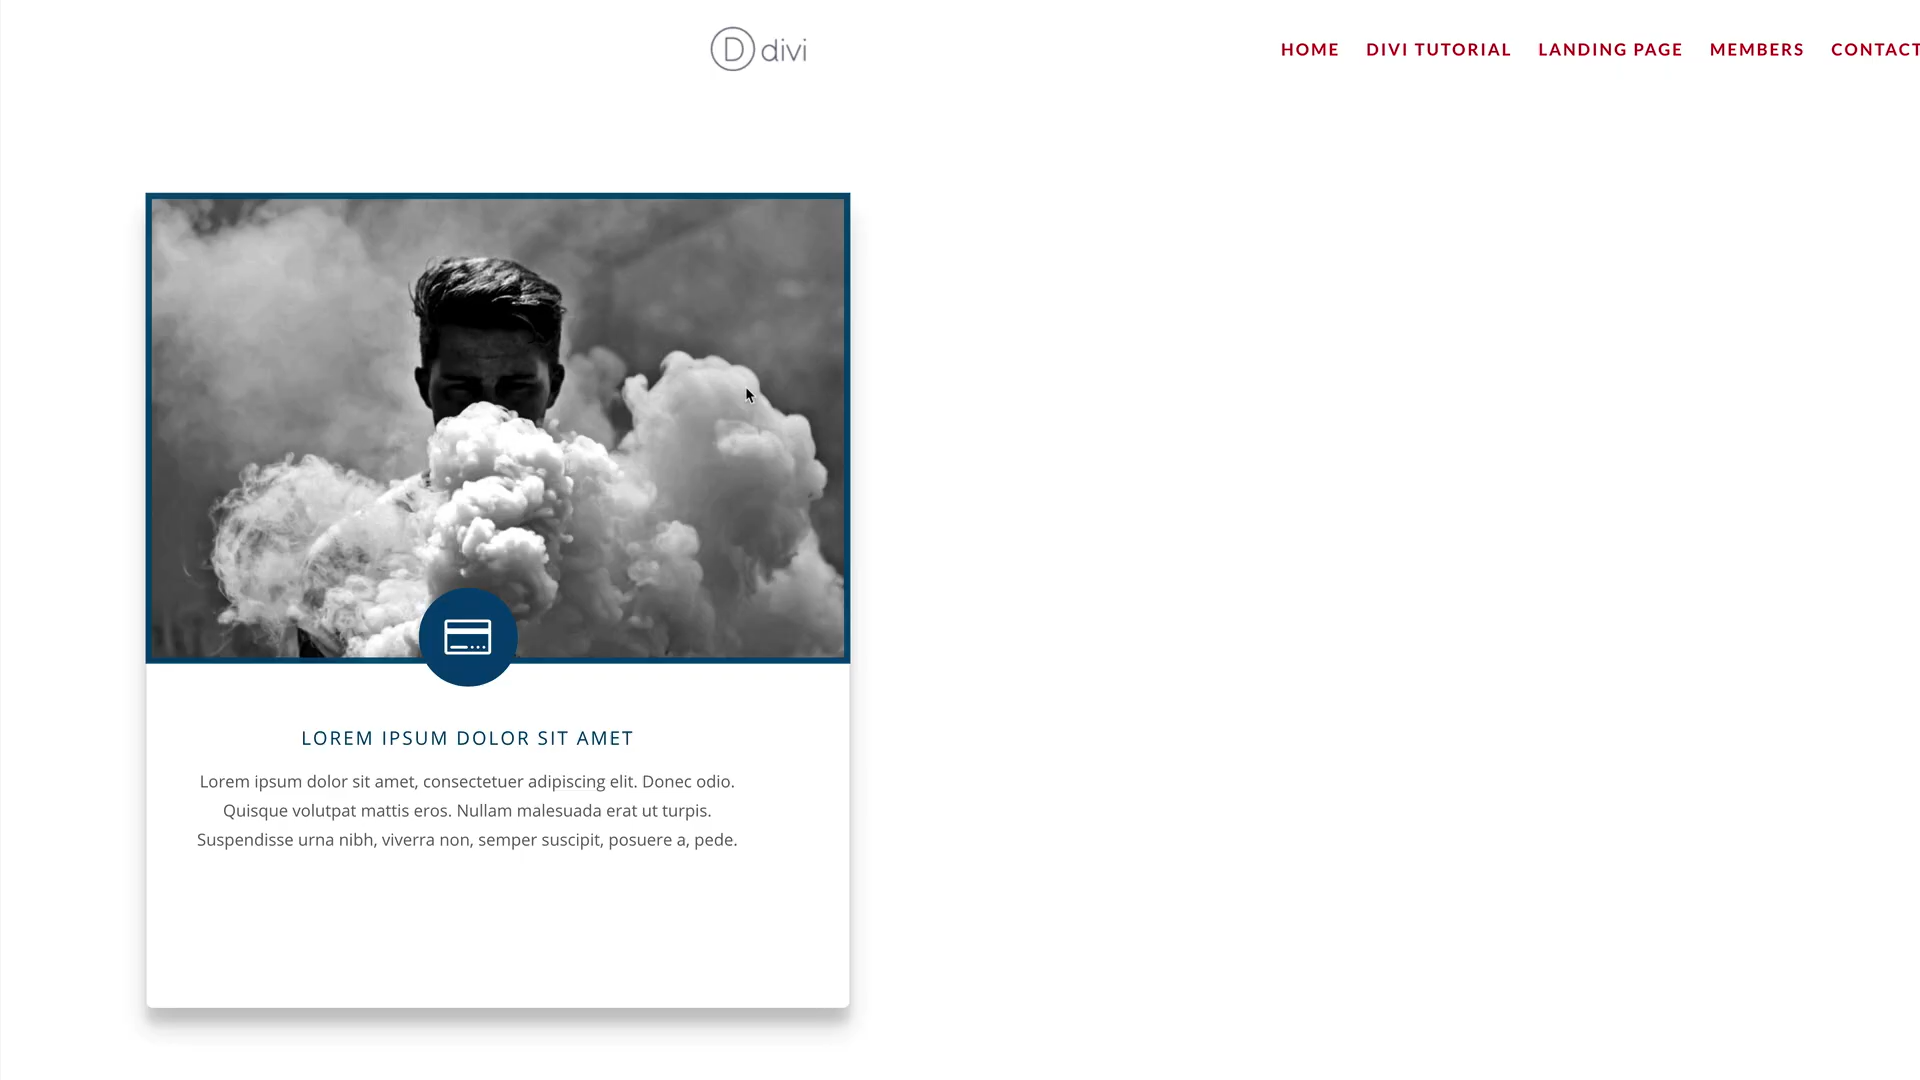 D divi
HOME DIVI TUTORIAL LANDING PAGE MEMBERS CONTACT
LOREM IPSUM DOLOR SIT AMET
Lorem ipsum dolor sit amet, consectetuer adipiscing elit. Donec odio.
Quisque volutpat mattis eros. Nullam malesuada erat ut turpis.
Suspendisse urna nibh, viverra non, semper suscipit, posuere a, pede.